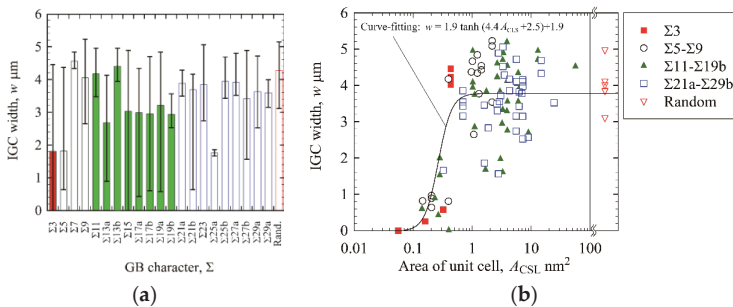 (a)
IGC width, w μm
6
5
4
3
2
1
0
Σ3
Σ5
Σ7
Σ9
Σ11
Σ13a
Σ13b
Σ15
Σ17a
Σ17b
Σ19a
Σ19b
Σ21a
Σ21b
Σ23
Σ25a
Σ25b
Σ27a
Σ27b
Σ29a
Σ29a
Rand.
GB character, Σ
(a)
(b)
Curve-fitting: w = 1.9 tanh (4.4 A CLS +2.5)+1.9
IGC width, w μm
6
5
4
3
2
1
0
0.01
0.1
1
10
100
Area of unit cell, A CSL nm²
Σ3
Σ5-Σ9
Σ11-Σ19b
Σ21a-Σ29b
Random
(b)